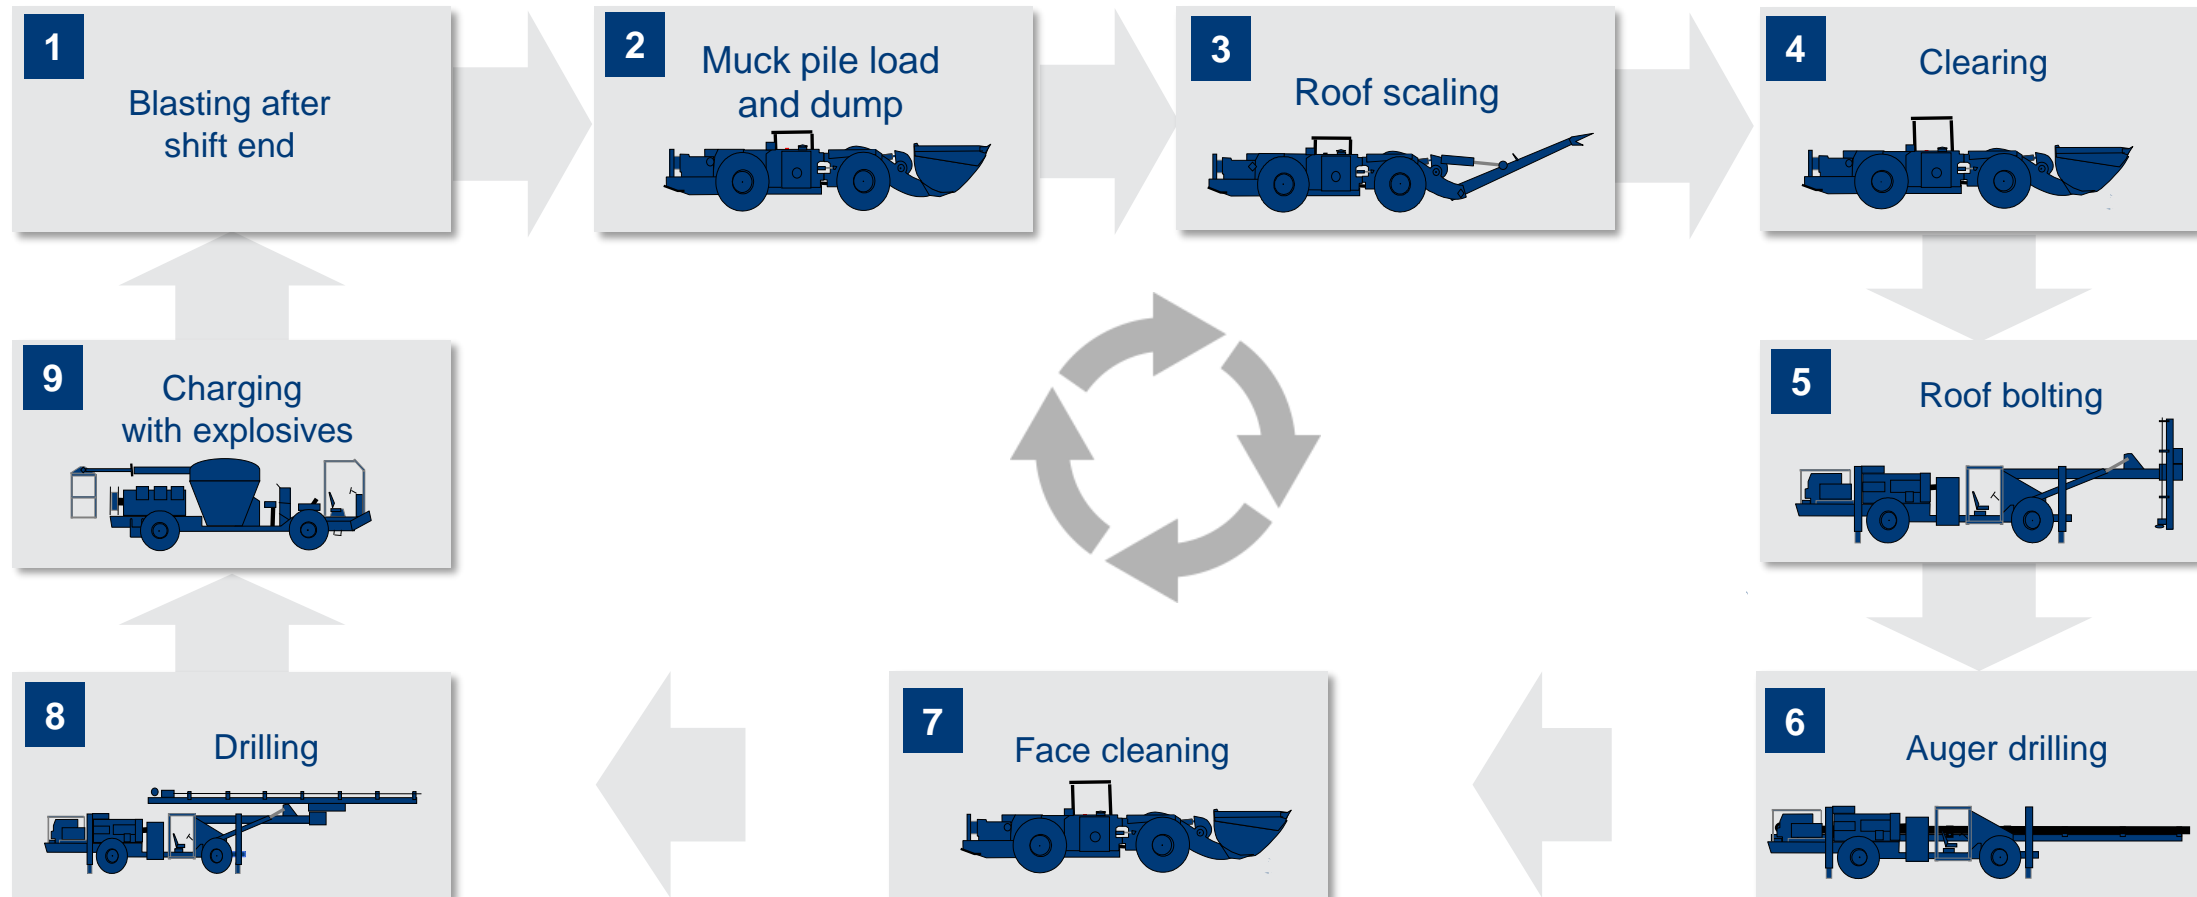 1
Blasting after
shift end
2
Muck pile load
and dump
3
Roof scaling
4
Clearing
5
Roof bolting
6
Auger drilling
7
Face cleaning
8
Drilling
9
Charging
with explosives